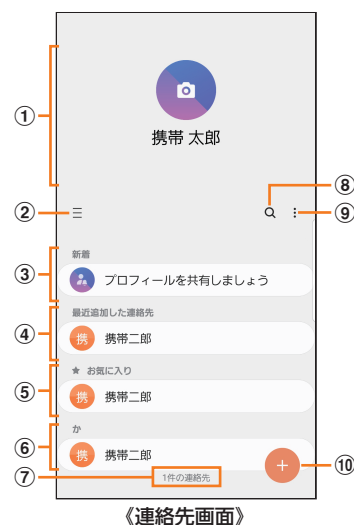 ①
携帯 太郎
②
⑧
⑨
新着
③
プロフィールを共有しましょう
最近追加した連絡先
④
携 携帯二郎
★ お気に入り
⑤
携 携帯二郎
か
⑥
携 携帯二郎
⑦
1件の連絡先
⑩
《連絡先画面》